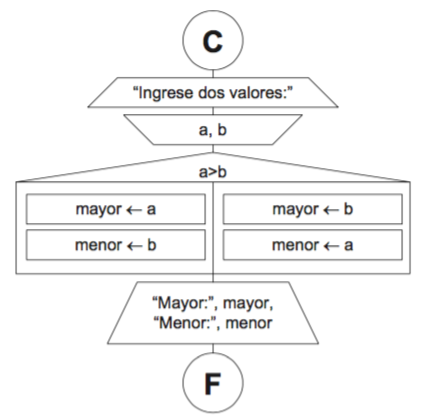 C
“Ingrese dos valores:”
a, b
a>b
mayor ← a
mayor ← b
menor ← b
menor ← a
“Mayor:”, mayor,
“Menor:”, menor
F